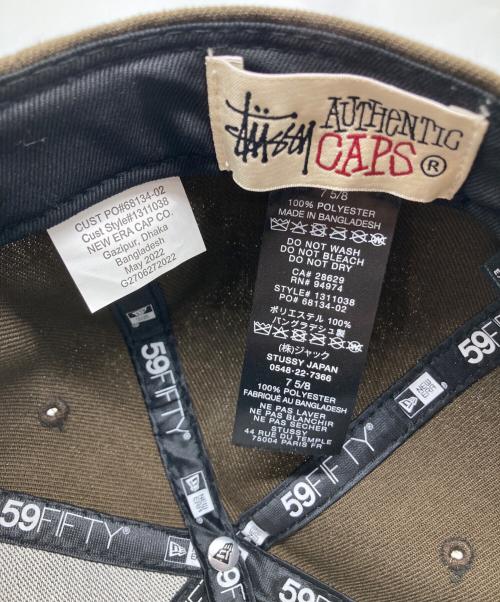 Stüssy AUTHENTIC
CAPS ®
CUST PO#68134-02
Cust Style#1311038
NEW ERA CAP CO.
Gazipur, Dhaka
Bangladesh
May 2022
G2706272022
7 5/8
100% POLYESTER
MADE IN BANGLADESH
DO NOT WASH
DO NOT BLEACH
DO NOT DRY
CA# 28629
RN# 94974
STYLE# 1311038
PO# 68134-02
ポリエステル 100%
バングラデシュ製
(株)ジャック
STUSSY JAPAN
0548-22-7366
7 5/8
100% POLYESTER
FABRIQUÉ AU BANGLADESH
NE PAS LAVER
NE PAS BLANCHIR
NE PAS SÉCHER
STUSSY
44 RUE DU TEMPLE
75004 PARIS FR
59FIFTY
59FIFTY
NEW ERA
59FIFTY
59FIFTY
59FIFTY